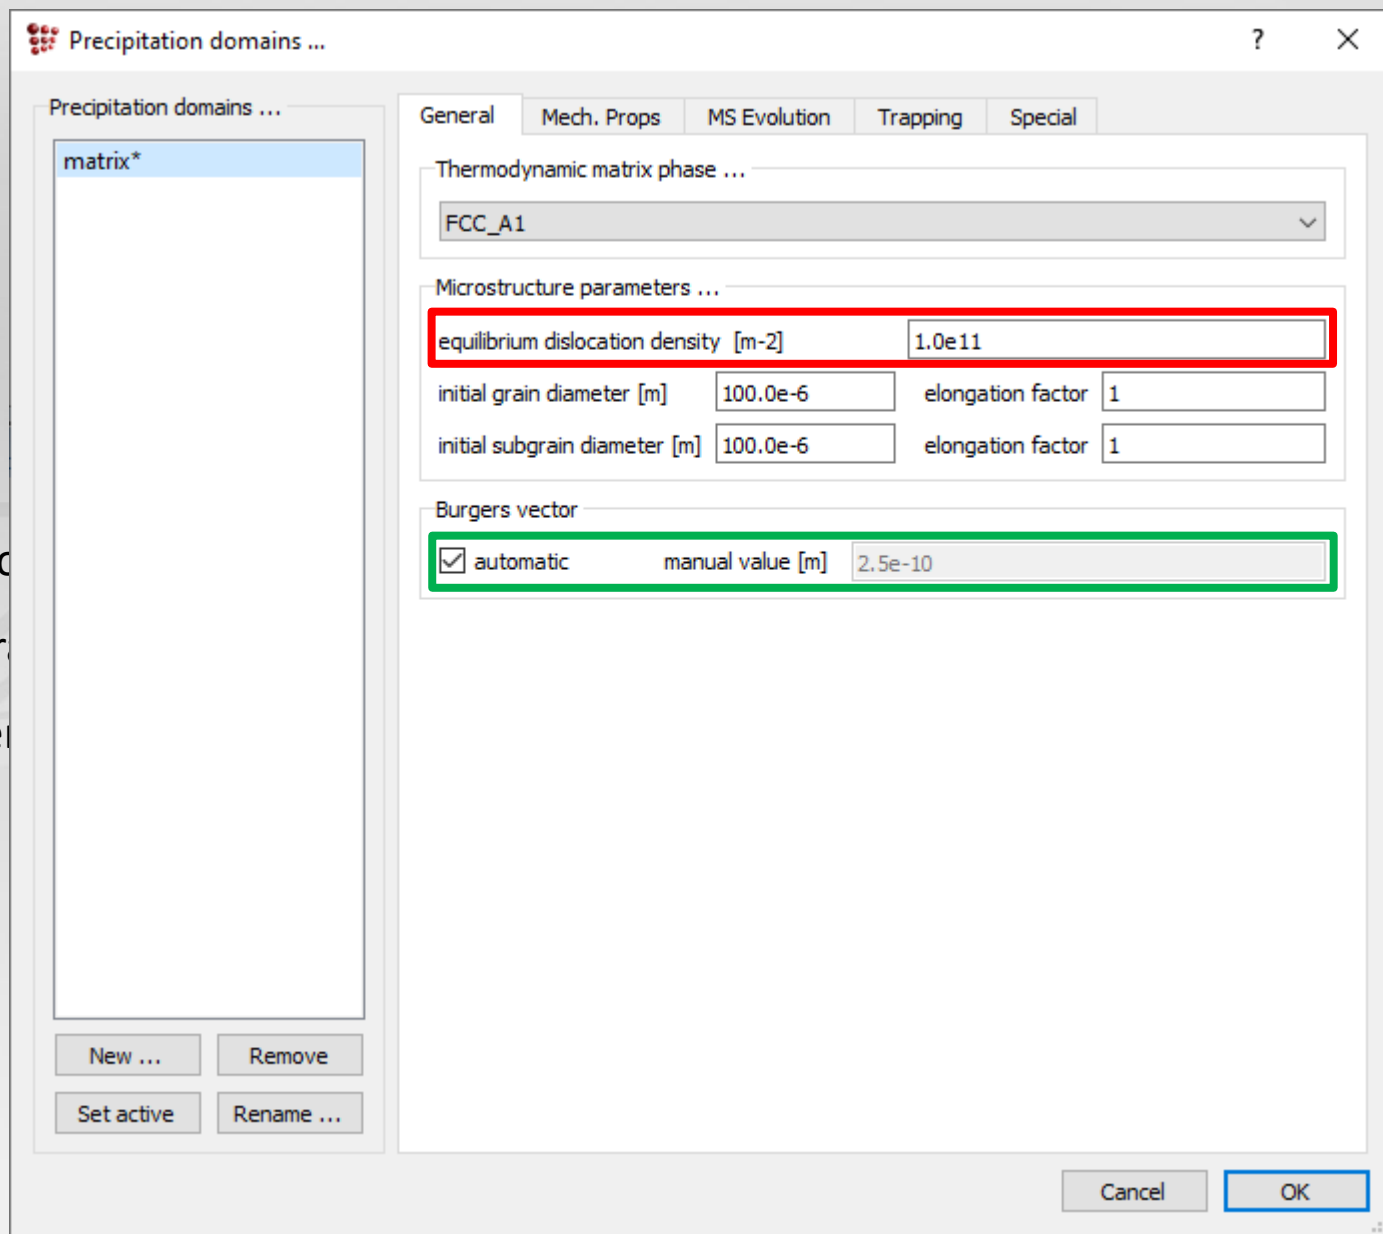 Precipitation domains ...
?
Precipitation domains ...
matrix*
New ...
Remove
Set active
Rename ...
General
Mech. Props
MS Evolution
Trapping
Special
Thermodynamic matrix phase ...
FCC_A1
Microstructure parameters ...
equilibrium dislocation density [m-2] 1.0e11
initial grain diameter [m] 100.0e-6 elongation factor 1
initial subgrain diameter [m] 100.0e-6 elongation factor 1
Burgers vector
automatic manual value [m] 2.5e-10
Cancel
OK